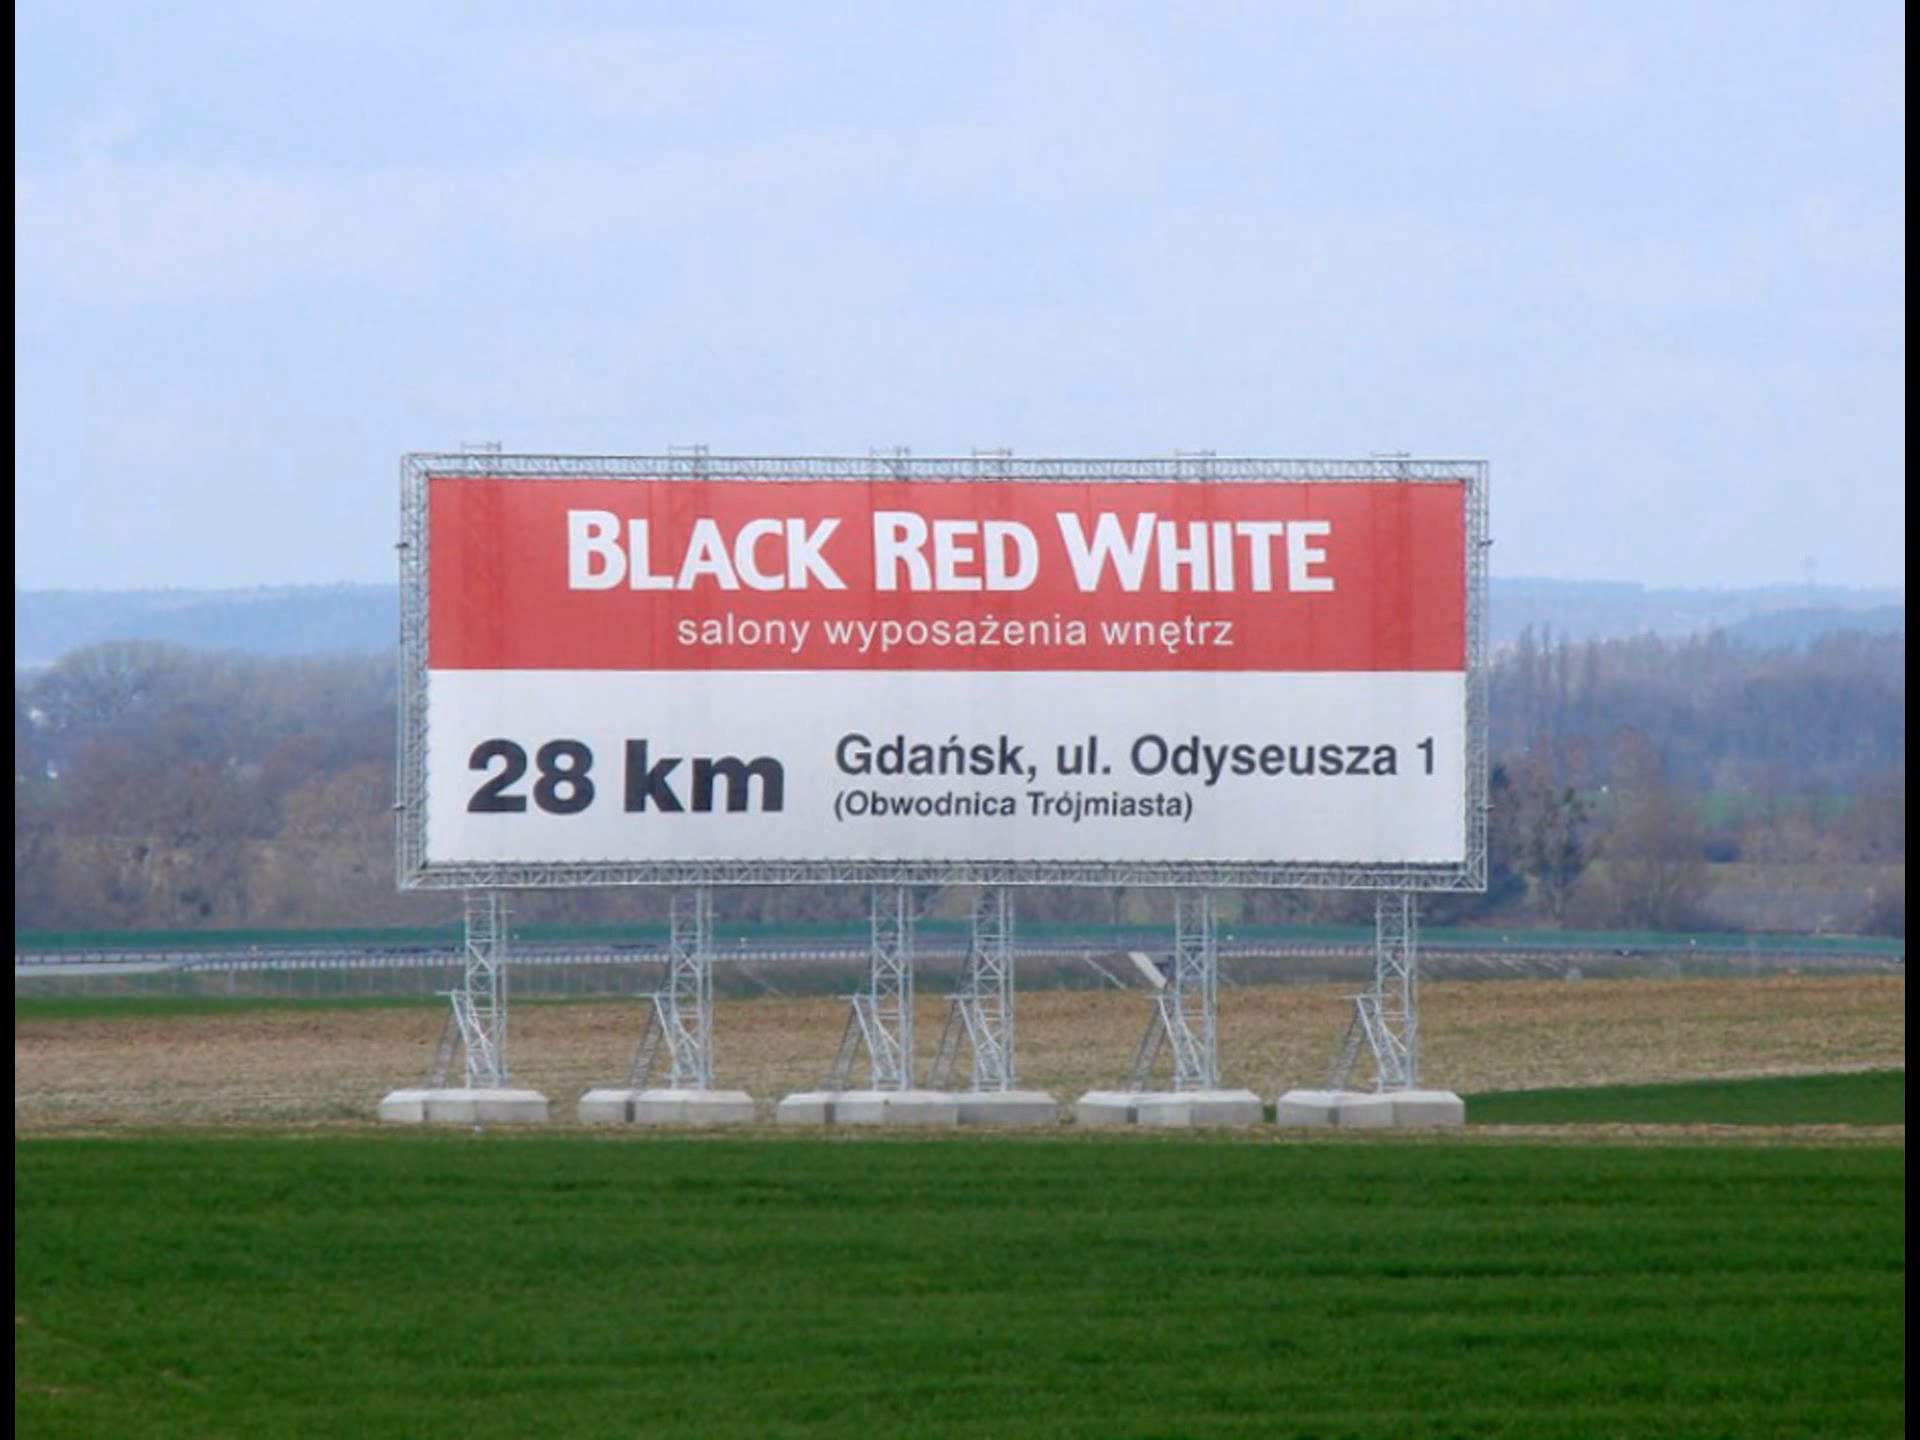 BLACK RED WHITE
salony wyposażenia wnętrz
28 km
Gdańsk, ul. Odyseusza 1
(Obwodnica Trójmiasta)